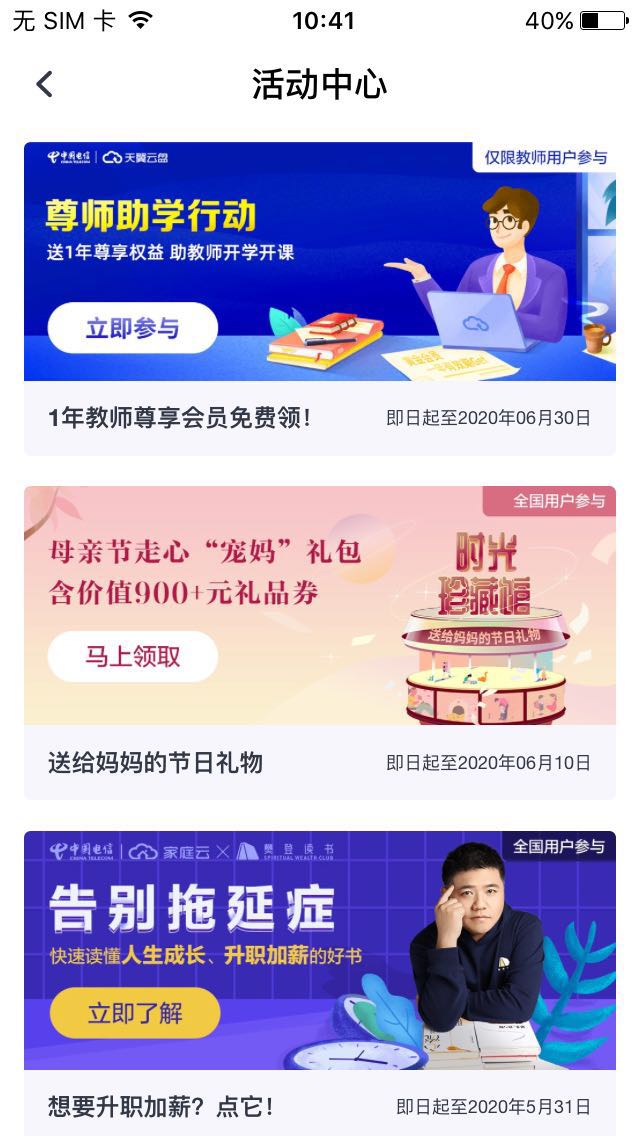 无 SIM 卡
10:41
40%
活动中心
中国电信
CHINA TELECOM
天翼云盘
仅限教师用户参与
尊师助学行动
送1年尊享权益 助教师开学开课
立即参与
1年教师尊享会员免费领！
即日起至2020年06月30日
全国用户参与
母亲节走心“宠妈”礼包
含价值900+元礼品券
马上领取
时光
珍藏馆
送给妈妈的节日礼物
送给妈妈的节日礼物
即日起至2020年06月10日
中国电信
CHINA TELECOM
家庭云
×
樊登读书
SPIRITUAL WEALTH CLUB
全国用户参与
告别拖延症
快速读懂人生成长、升职加薪的好书
立即了解
想要升职加薪？点它！
即日起至2020年5月31日